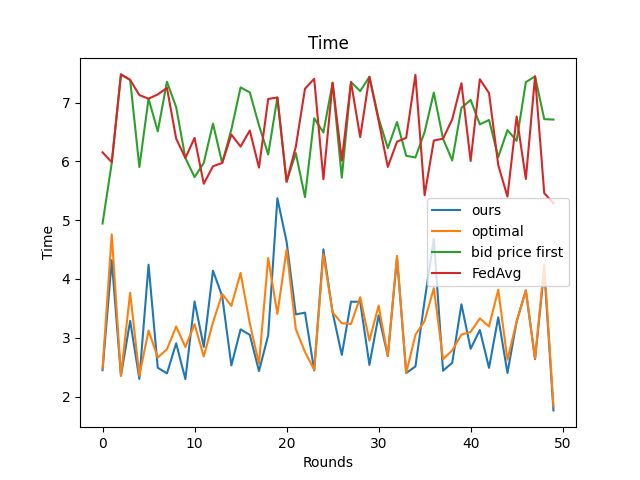 Time
Time
7
6
5
4
3
2
ours
optimal
bid price first
FedAvg
0 10 20 30 40 50
Rounds